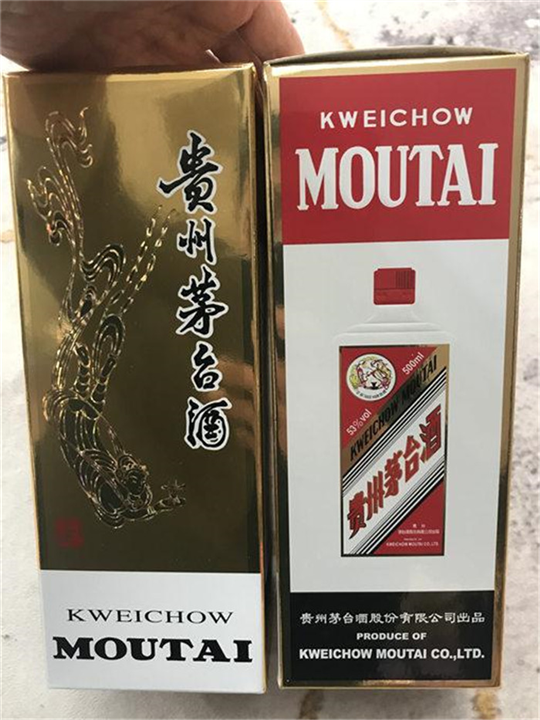 貴州茅台酒
KWEICHOW
MOUTAI
KWEICHOW
MOUTAI
53%vol
500ml
KWEICHOW MOUTAI
贵州茅台酒
贵州茅台酒股份有限公司出品
PRODUCE OF
KWEICHOW MOUTAI CO.,LTD.